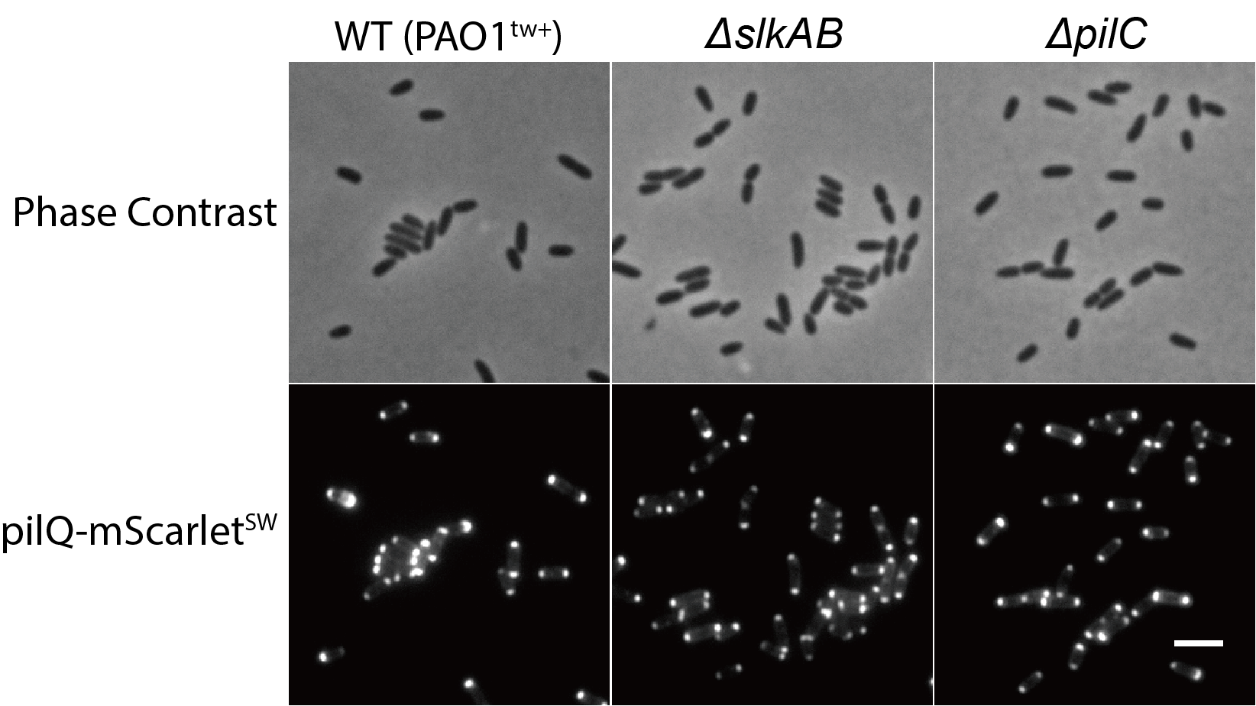 WT (PAO1ᵗʷ⁺) ΔslkAB ΔpilC
Phase Contrast
pilQ-mScarletˢᵂ